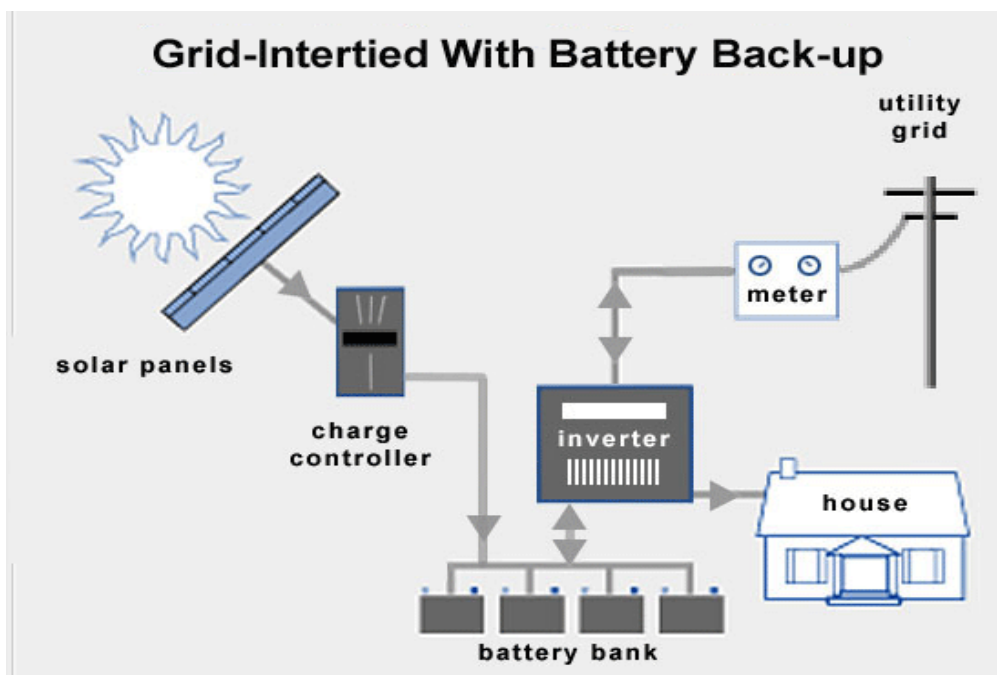 Grid-Intertied With Battery Back-up
utility
grid
meter
solar panels
charge
controller
inverter
house
battery bank